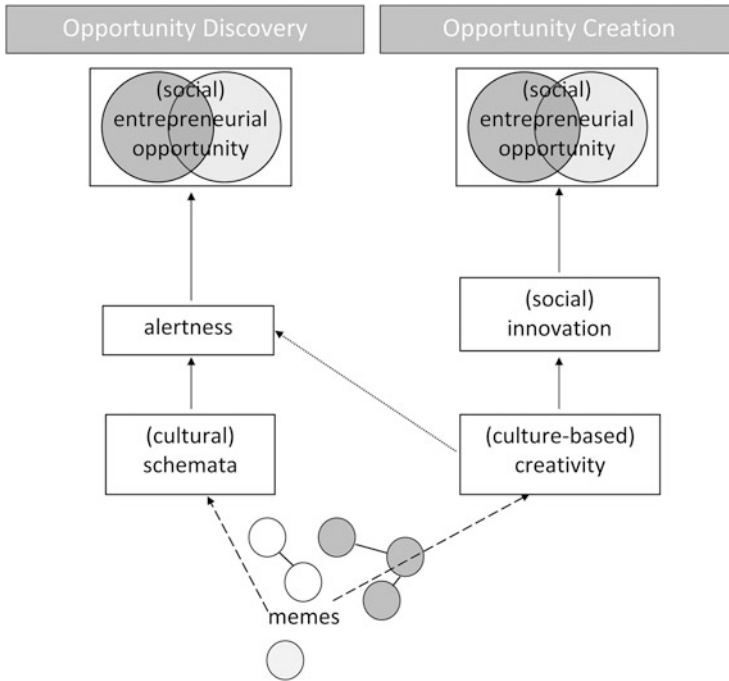 Opportunity Discovery
Opportunity Creation
(social)
entrepreneurial
opportunity
(social)
entrepreneurial
opportunity
alertness
(social)
innovation
(cultural)
schemata
(culture-based)
creativity
memes